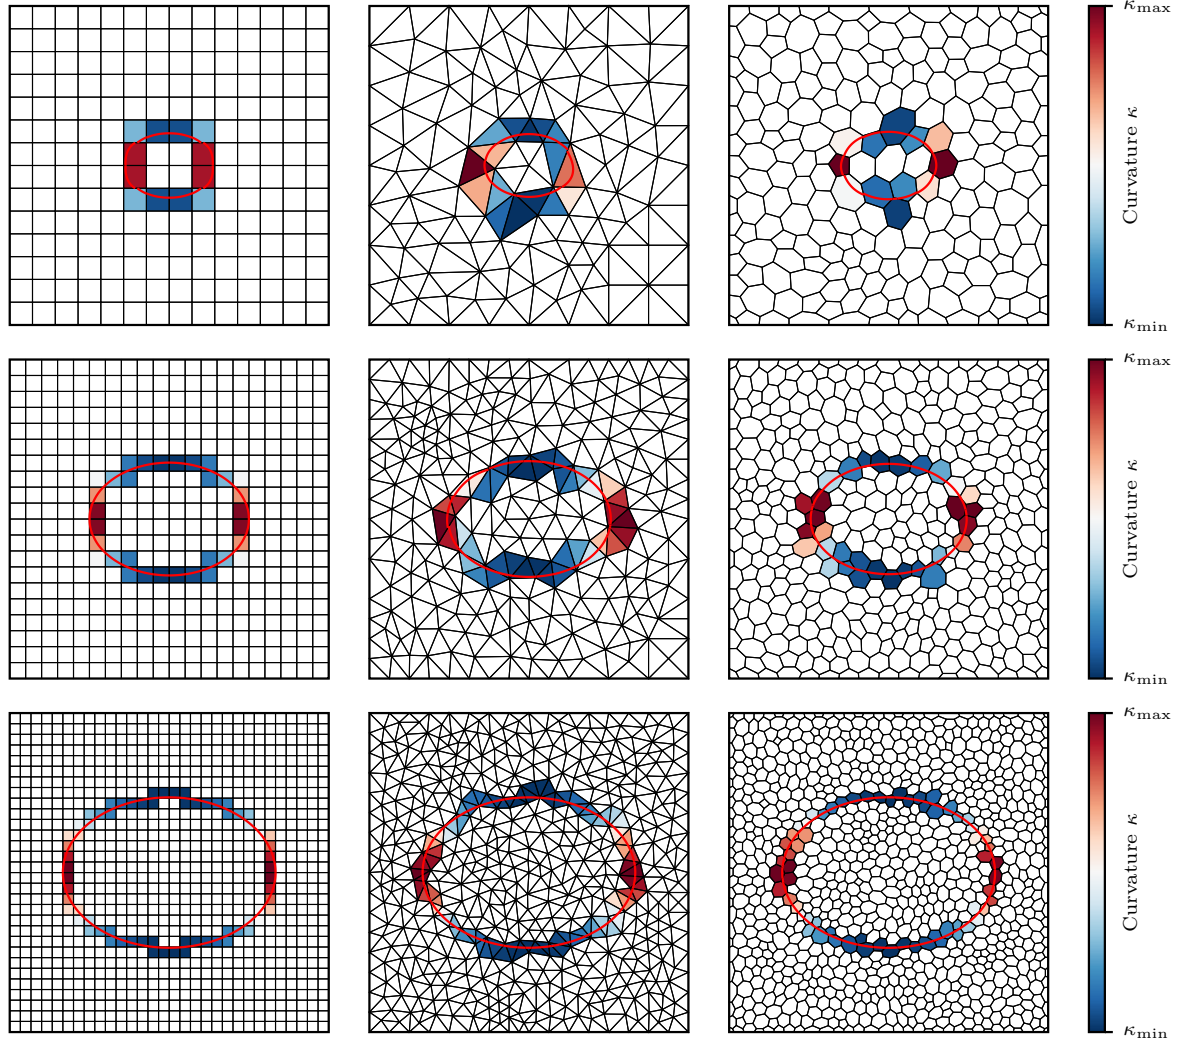 κmax
Curvature κ
κmin
κmax
Curvature κ
κmin
κmax
Curvature κ
κmin